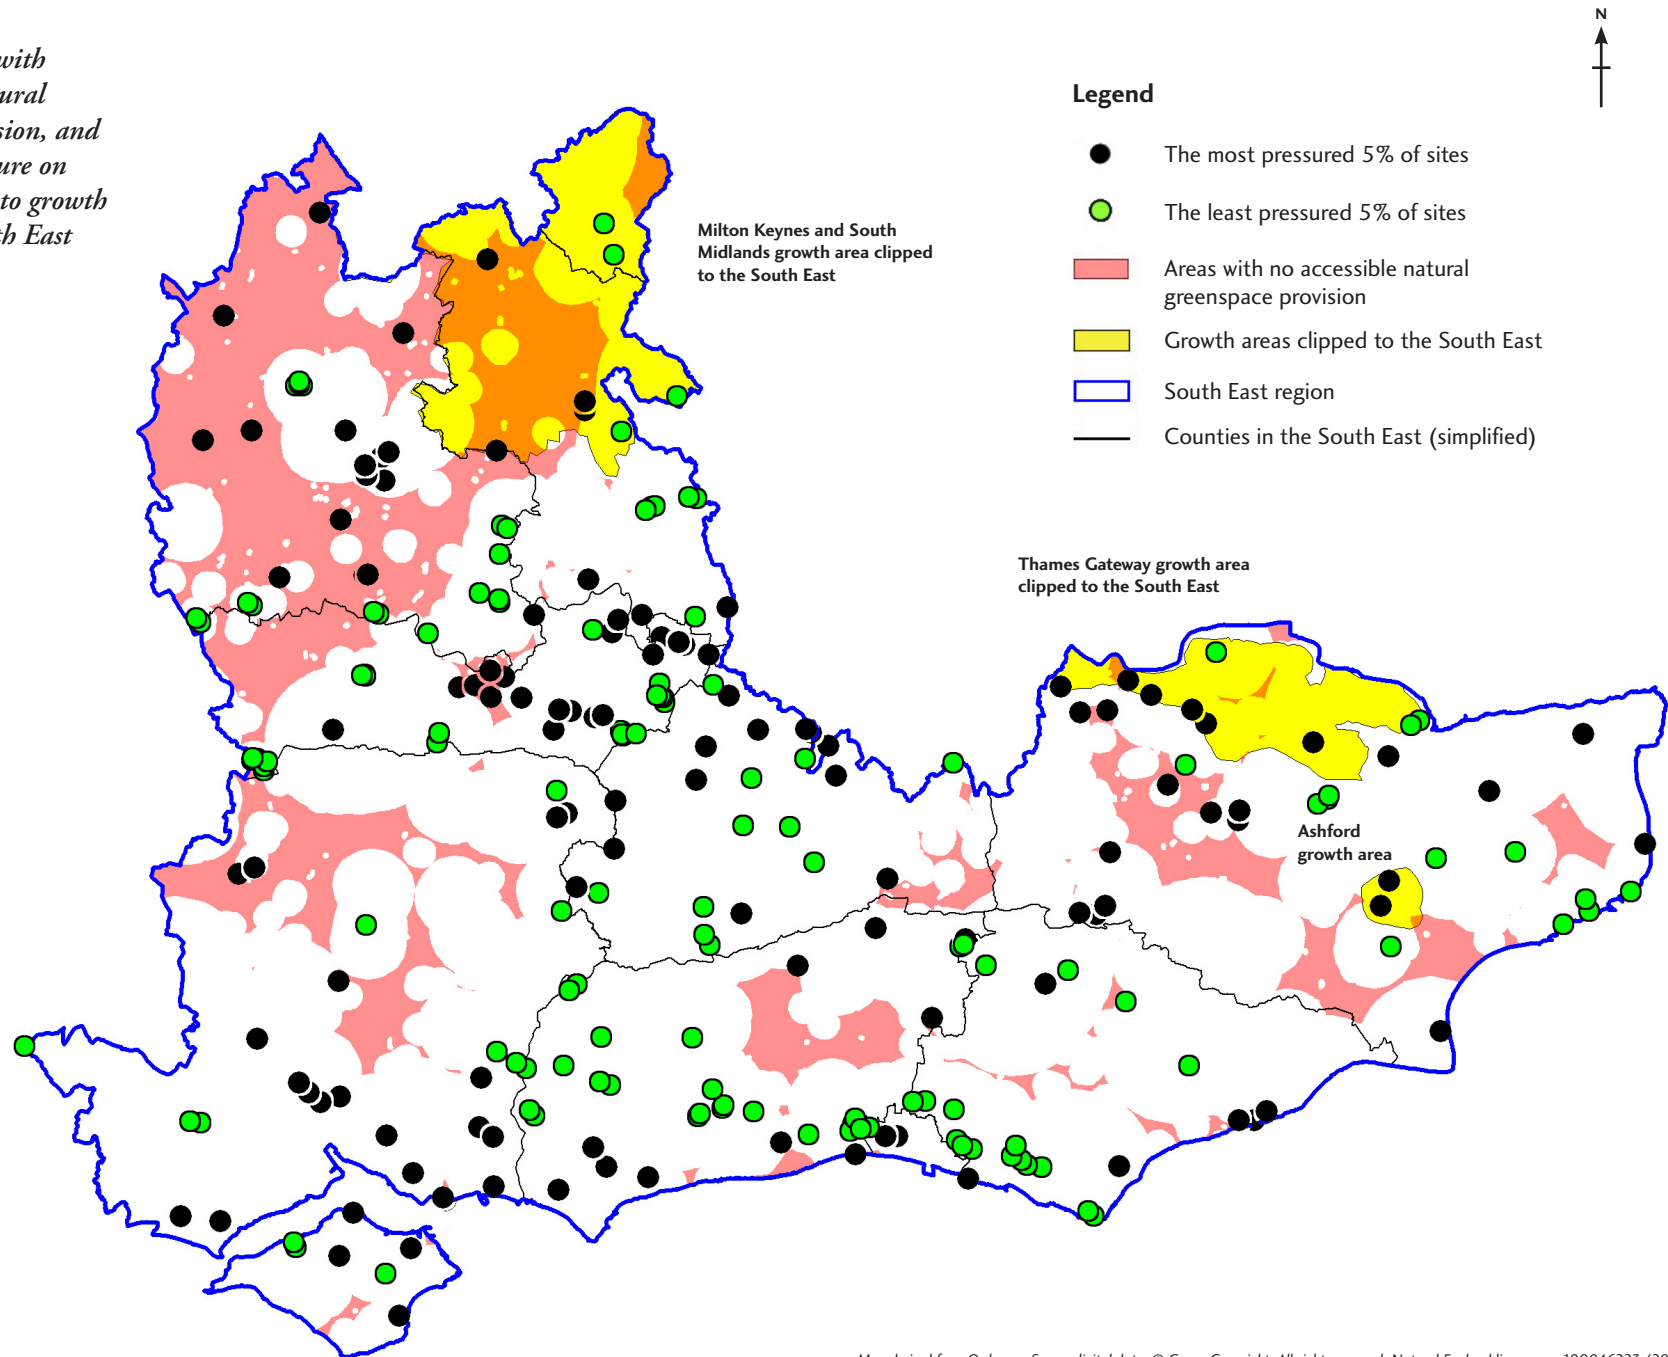 with
ural
sion, and
ure on
to growth
th East
N
Legend
The most pressured 5% of sites
The least pressured 5% of sites
Areas with no accessible natural
greenspace provision
Growth areas clipped to the South East
South East region
Counties in the South East (simplified)
Milton Keynes and South
Midlands growth area clipped
to the South East
Thames Gateway growth area
clipped to the South East
Ashford
growth area